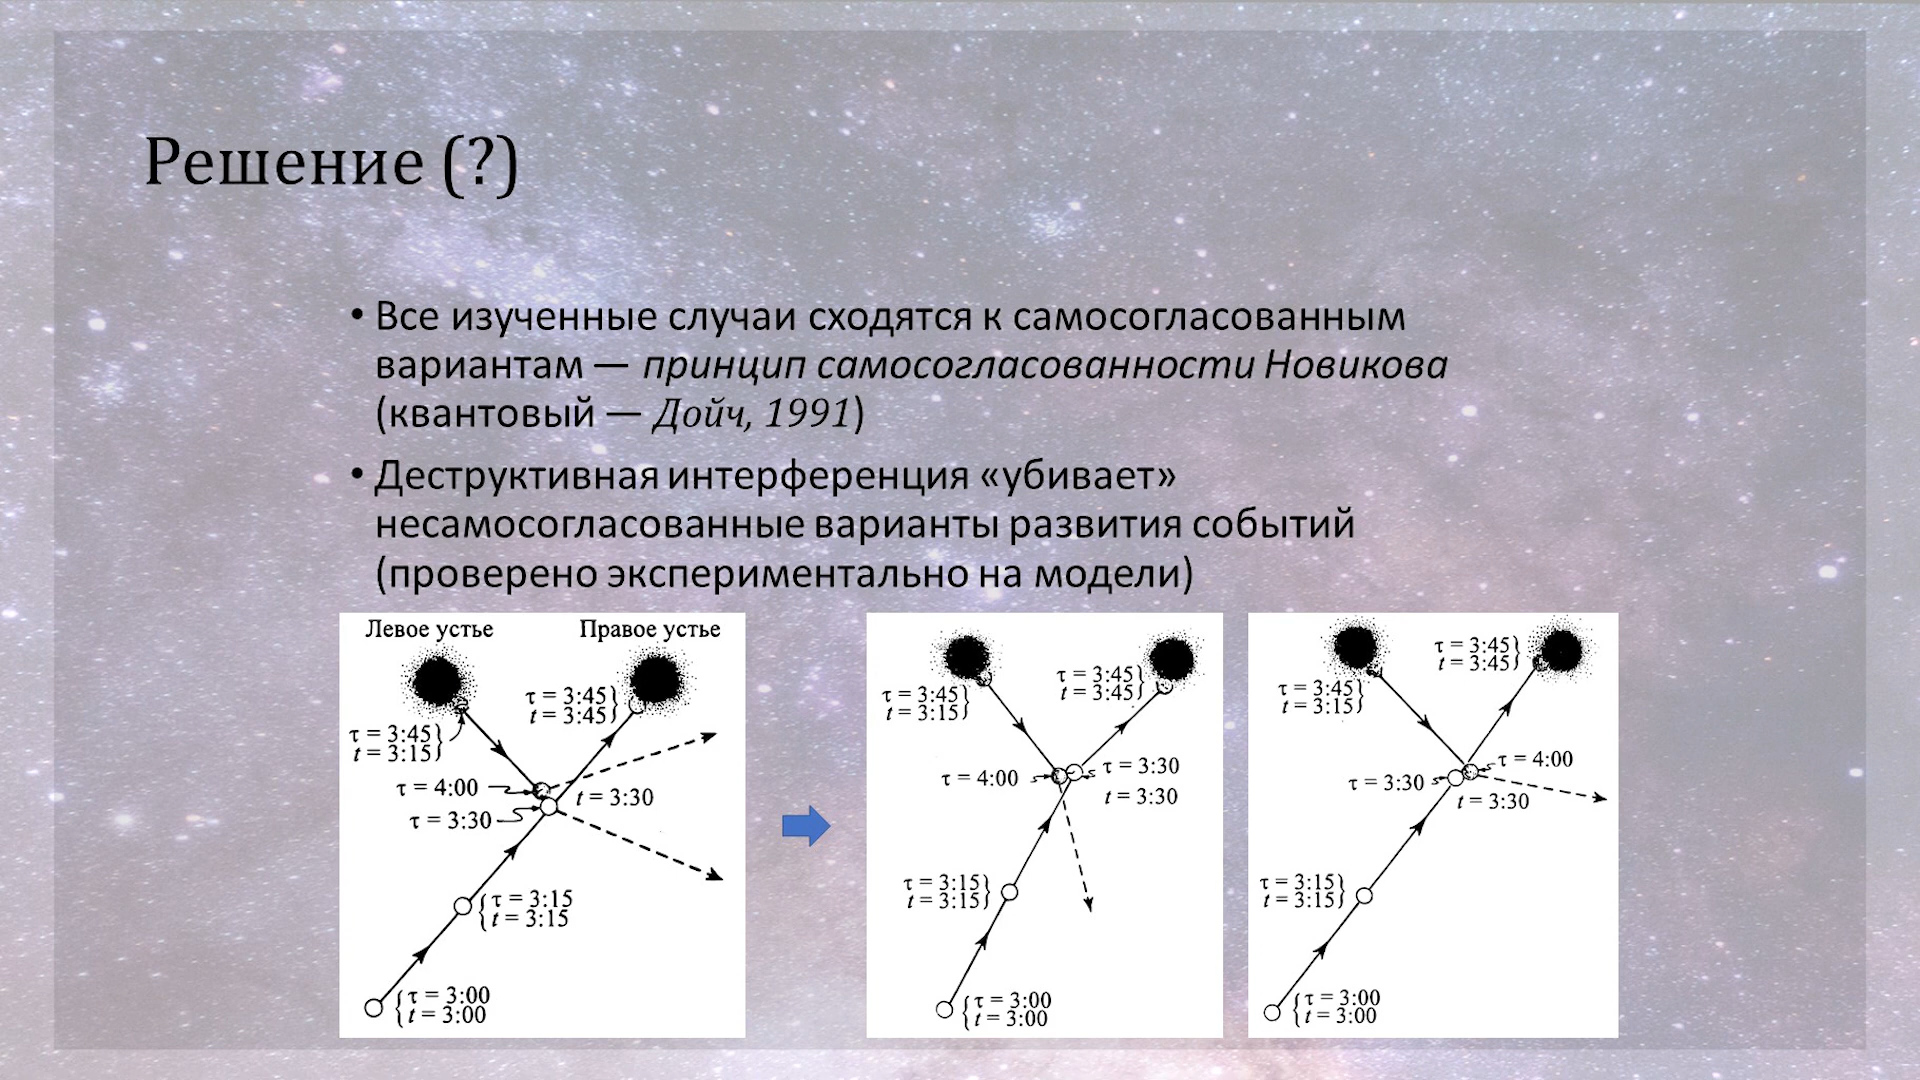 Решение (?)
• Все изученные случаи сходятся к самосогласованным
вариантам — принцип самосогласованности Новикова
(квантовый — Дойч, 1991)
• Деструктивная интерференция «убивает»
несамосогласованные варианты развития событий
(проверено экспериментально на модели)
Левое устье
Правое устье
τ = 3:45}
t = 3:45}
τ = 3:45}
t = 3:15}
τ = 4:00
t = 3:30
τ = 3:30
{τ = 3:15
{t = 3:15
{τ = 3:00
{t = 3:00
τ = 3:45}
t = 3:45}
τ = 3:45}
t = 3:15}
τ = 4:00
τ = 3:30
t = 3:30
τ = 3:15}
t = 3:15}
{τ = 3:00
{t = 3:00
τ = 3:45}
t = 3:45}
τ = 3:45}
t = 3:15}
τ = 4:00
τ = 3:30
t = 3:30
τ = 3:15}
t = 3:15}
{τ = 3:00
{t = 3:00